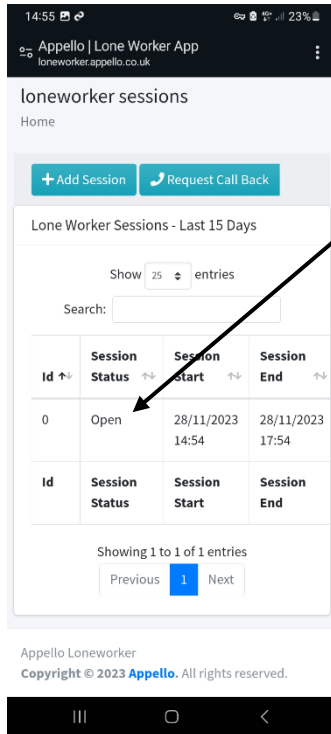 14:55 23%
Appello | Lone Worker App
loneworker.appello.co.uk
loneworker sessions
Home
Add Session Request Call Back
Lone Worker Sessions - Last 15 Days
Show 25 entries
Search:
Id Session Status Session Start Session End
0 Open 28/11/2023 14:54 28/11/2023 17:54
Id Session Status Session Start Session End
Showing 1 to 1 of 1 entries
Previous 1 Next
Appello Loneworker
Copyright © 2023 Appello. All rights reserved.